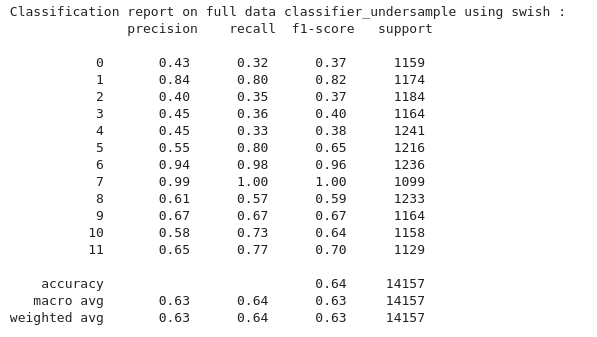 Classification report on full data classifier_undersample using swish :
precision recall f1-score support
0 0.43 0.32 0.37 1159
1 0.84 0.80 0.82 1174
2 0.40 0.35 0.37 1184
3 0.45 0.36 0.40 1164
4 0.45 0.33 0.38 1241
5 0.55 0.80 0.65 1216
6 0.94 0.98 0.96 1236
7 0.99 1.00 1.00 1099
8 0.61 0.57 0.59 1233
9 0.67 0.67 0.67 1164
10 0.58 0.73 0.64 1158
11 0.65 0.77 0.70 1129
accuracy 0.64 14157
macro avg 0.63 0.64 0.63 14157
weighted avg 0.63 0.64 0.63 14157